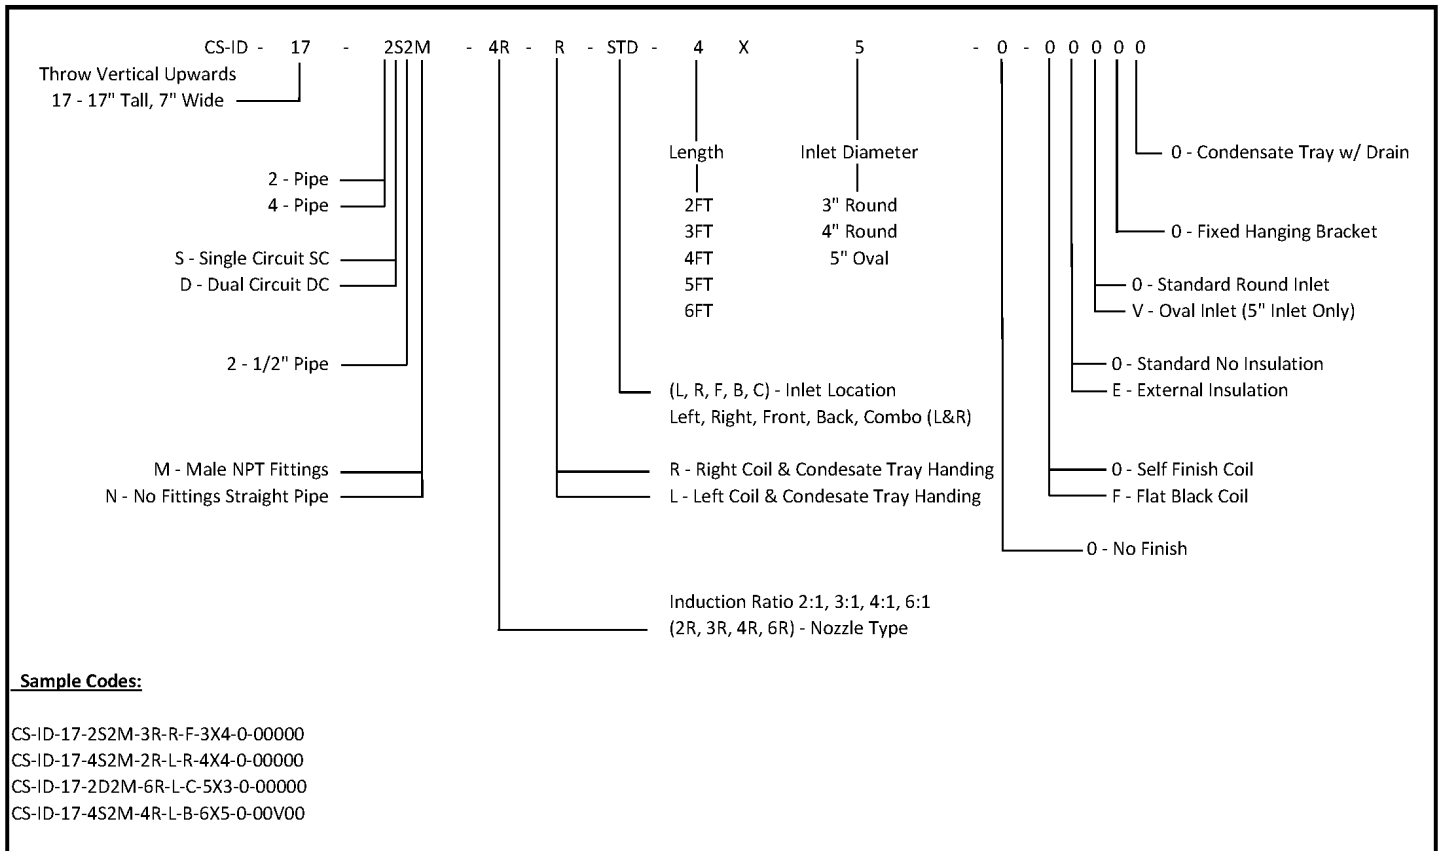 CS-ID - 17 - 2S2M - 4R - R - STD - 4 X 5 - 0 - 0 0 0 0 0
Throw Vertical Upwards
17 - 17" Tall, 7" Wide
2 - Pipe
4 - Pipe
S - Single Circuit SC
D - Dual Circuit DC
2 - 1/2" Pipe
M - Male NPT Fittings
N - No Fittings Straight Pipe
Length
2FT
3FT
4FT
5FT
6FT
Inlet Diameter
3" Round
4" Round
5" Oval
(L, R, F, B, C) - Inlet Location
Left, Right, Front, Back, Combo (L&R)
R - Right Coil & Condesate Tray Handing
L - Left Coil & Condesate Tray Handing
Induction Ratio 2:1, 3:1, 4:1, 6:1
(2R, 3R, 4R, 6R) - Nozzle Type
0 - Condensate Tray w/ Drain
0 - Fixed Hanging Bracket
0 - Standard Round Inlet
V - Oval Inlet (5" Inlet Only)
0 - Standard No Insulation
E - External Insulation
0 - Self Finish Coil
F - Flat Black Coil
0 - No Finish
Sample Codes:
CS-ID-17-2S2M-3R-R-F-3X4-0-00000
CS-ID-17-4S2M-2R-L-R-4X4-0-00000
CS-ID-17-2D2M-6R-L-C-5X3-0-00000
CS-ID-17-4S2M-4R-L-B-6X5-0-00V00